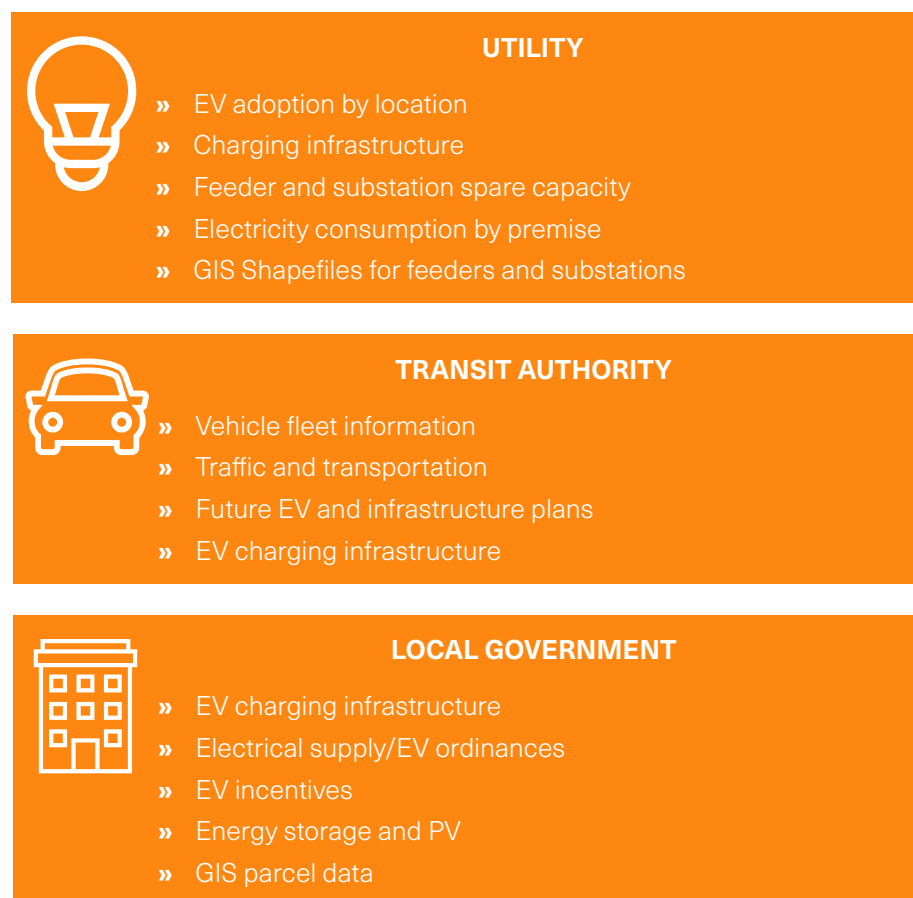 UTILITY
» EV adoption by location
» Charging infrastructure
» Feeder and substation spare capacity
» Electricity consumption by premise
» GIS Shapefiles for feeders and substations
TRANSIT AUTHORITY
» Vehicle fleet information
» Traffic and transportation
» Future EV and infrastructure plans
» EV charging infrastructure
LOCAL GOVERNMENT
» EV charging infrastructure
» Electrical supply/EV ordinances
» EV incentives
» Energy storage and PV
» GIS parcel data